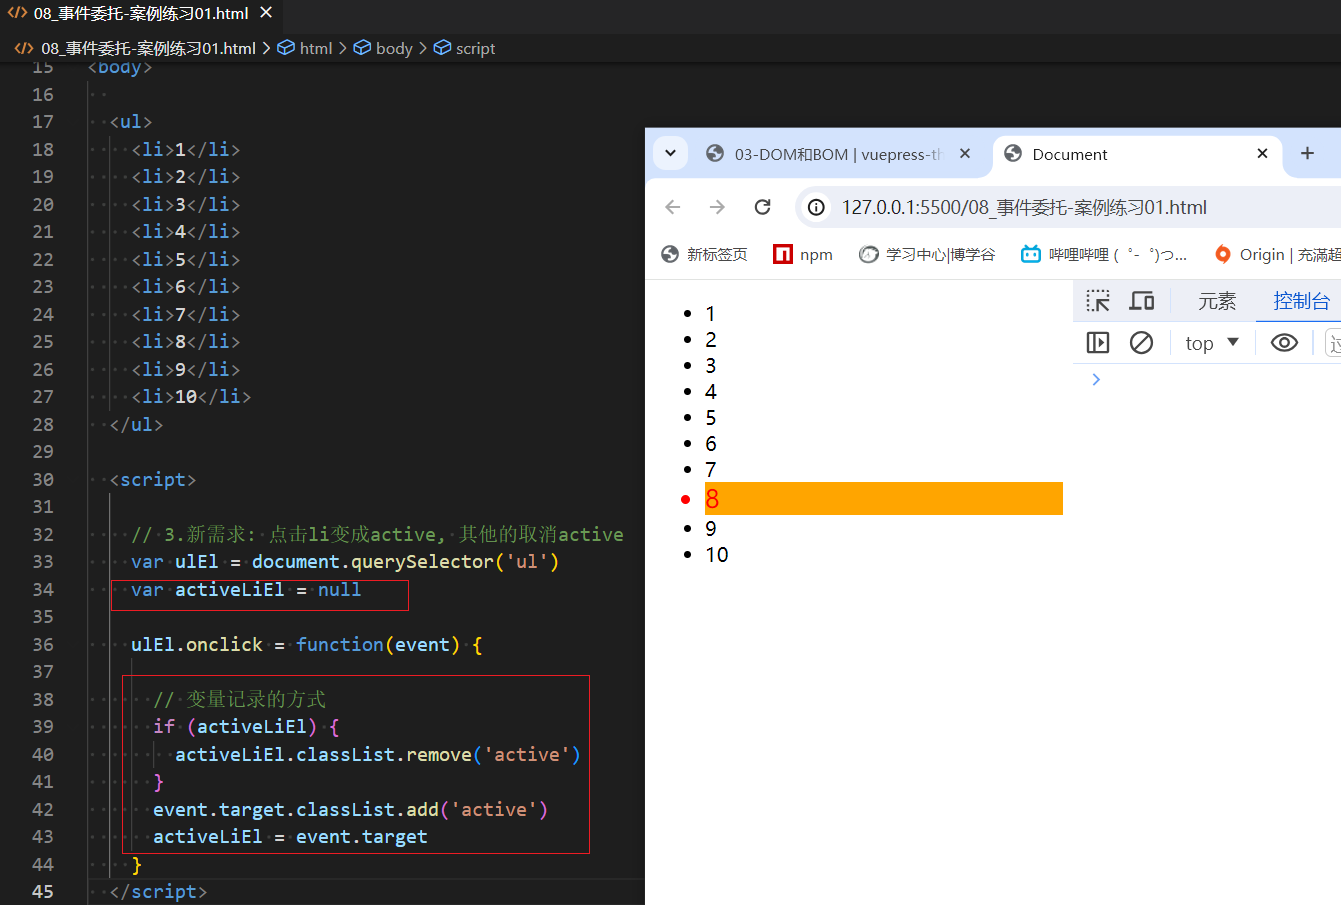 08_事件委托-案例练习01.html
08_事件委托-案例练习01.html > html > body > script
15 <body>
16
17 <ul>
18 <li>1</li>
19 <li>2</li>
20 <li>3</li>
21 <li>4</li>
22 <li>5</li>
23 <li>6</li>
24 <li>7</li>
25 <li>8</li>
26 <li>9</li>
27 <li>10</li>
28 </ul>
29
30 <script>
31
32 // 3.新需求: 点击li变成active, 其他的取消active
33 var ulEl = document.querySelector('ul')
34 var activeLiEl = null
35
36 ulEl.onclick = function(event) {
37
38 // 变量记录的方式
39 if (activeLiEl) {
40 activeLiEl.classList.remove('active')
41 }
42 event.target.classList.add('active')
43 activeLiEl = event.target
44 }
45 </script>
03-DOM和BOM | vuepress-th
Document
127.0.0.1:5500/08_事件委托-案例练习01.html
新标签页 npm 学习中心|博学谷 哔哩哔哩 (゜-゜)つ... Origin | 充满超
1
2
3
4
5
6
7
8
9
10
元素 控制台
top